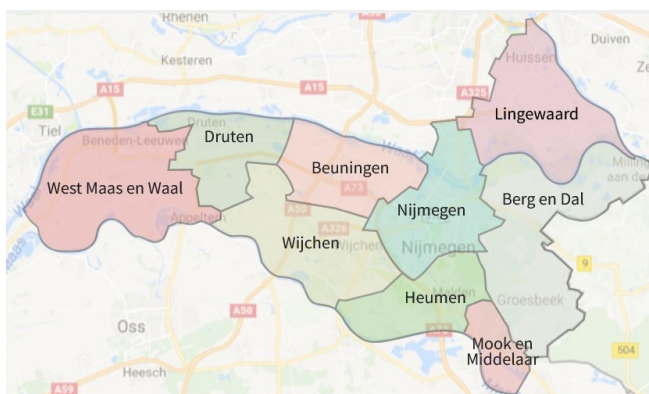 Rhenen
Duiven
Kesteren
Huissen
A15
A15
A325
E31
Lingewaard
Tiel
Druten
Druten
Beneden-Leeuwen
Beuningen
A73
West Maas en Waal
Berg en Dal
Nijmegen
Appeltern
A50
A326
Wijchen
Wijchen
Nijmegen
9
Heumen
Malden
Groesbeek
A50
Oss
A73
Mook en
Middelaar
504
Heesch
A59